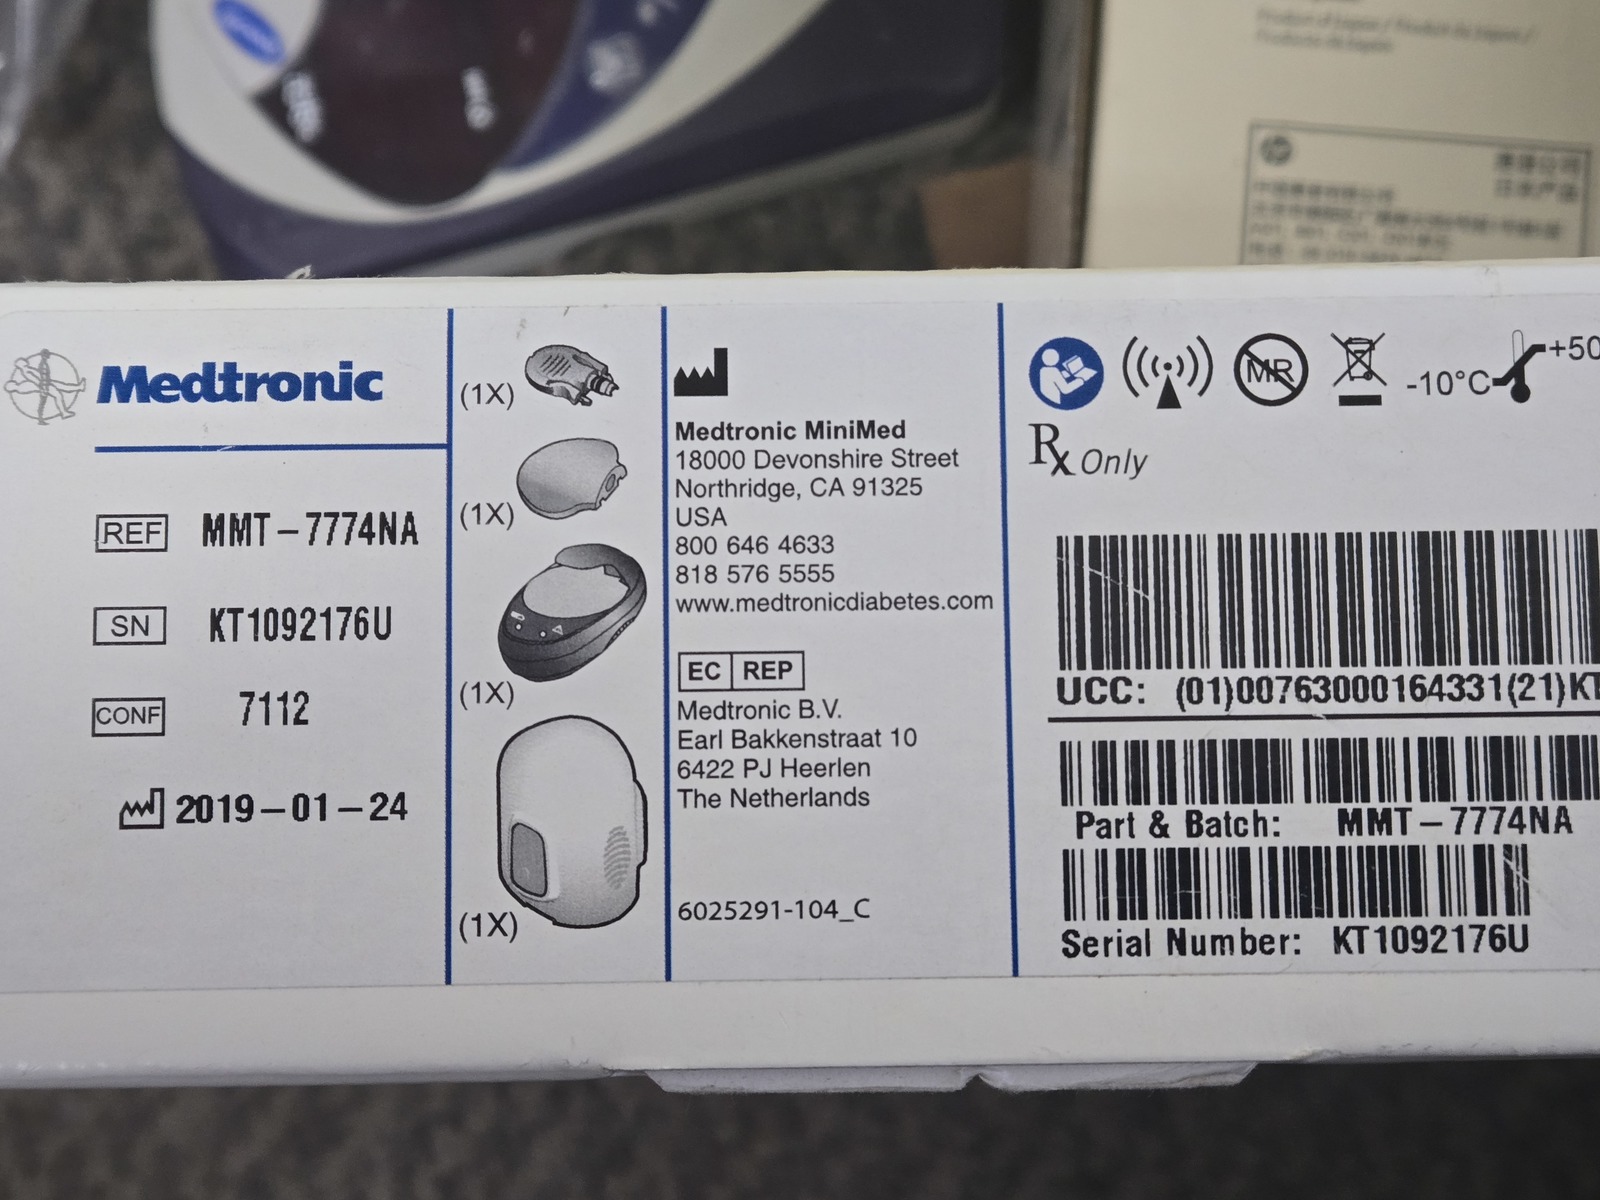 Medtronic
REF MMT-7774NA
SN KT1092176U
CONF 7112
2019-01-24
(1X)
(1X)
(1X)
(1X)
Medtronic MiniMed
18000 Devonshire Street
Northridge, CA 91325
USA
800 646 4633
818 576 5555
www.medtronicdiabetes.com
EC REP
Medtronic B.V.
Earl Bakkenstraat 10
6422 PJ Heerlen
The Netherlands
6025291-104_C
MR
-10°C
+50
Rx Only
UCC: (01)00763000164331(21)KT
Part & Batch: MMT-7774NA
Serial Number: KT1092176U
hp